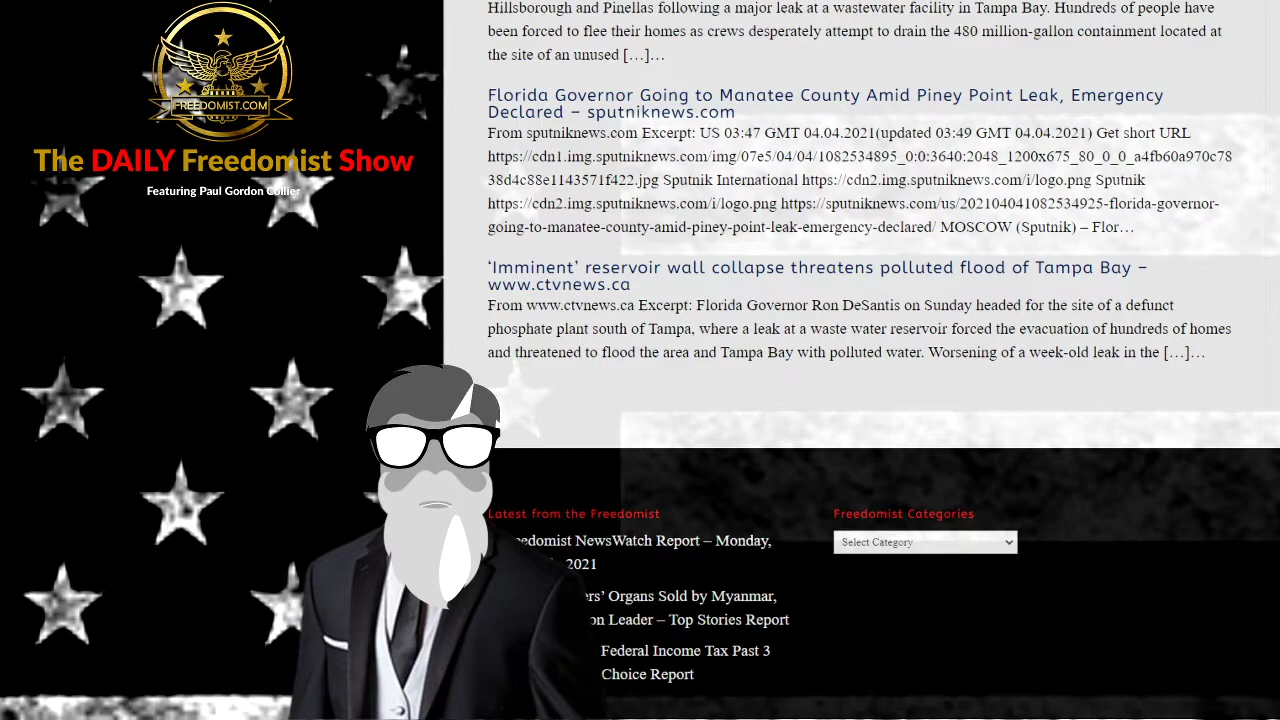 FREEDOMIST.COM
The DAILY Freedomist Show
Featuring Paul Gordon Collier
Hillsborough and Pinellas following a major leak at a wastewater facility in Tampa Bay. Hundreds of people have
been forced to flee their homes as crews desperately attempt to drain the 480 million-gallon containment located at
the site of an unused […]…
Florida Governor Going to Manatee County Amid Piney Point Leak, Emergency
Declared – sputniknews.com
From sputniknews.com Excerpt: US 03:47 GMT 04.04.2021(updated 03:49 GMT 04.04.2021) Get short URL
https://cdn1.img.sputniknews.com/img/07e5/04/04/1082534895_0:0:3640:2048_1200x675_80_0_0_a4fb60a970c78
38d4c88e1143571f422.jpg Sputnik International https://cdn2.img.sputniknews.com/i/logo.png Sputnik
https://cdn2.img.sputniknews.com/i/logo.png https://sputniknews.com/us/202104041082534925-florida-governor-
going-to-manatee-county-amid-piney-point-leak-emergency-declared/ MOSCOW (Sputnik) – Flor…
‘Imminent’ reservoir wall collapse threatens polluted flood of Tampa Bay –
www.ctvnews.ca
From www.ctvnews.ca Excerpt: Florida Governor Ron DeSantis on Sunday headed for the site of a defunct
phosphate plant south of Tampa, where a leak at a waste water reservoir forced the evacuation of hundreds of homes
and threatened to flood the area and Tampa Bay with polluted water. Worsening of a week-old leak in the […]…
Latest from the Freedomist
edomist NewsWatch Report – Monday,
2021
ers’ Organs Sold by Myanmar,
on Leader – Top Stories Report
Federal Income Tax Past 3
Choice Report
Freedomist Categories
Select Category